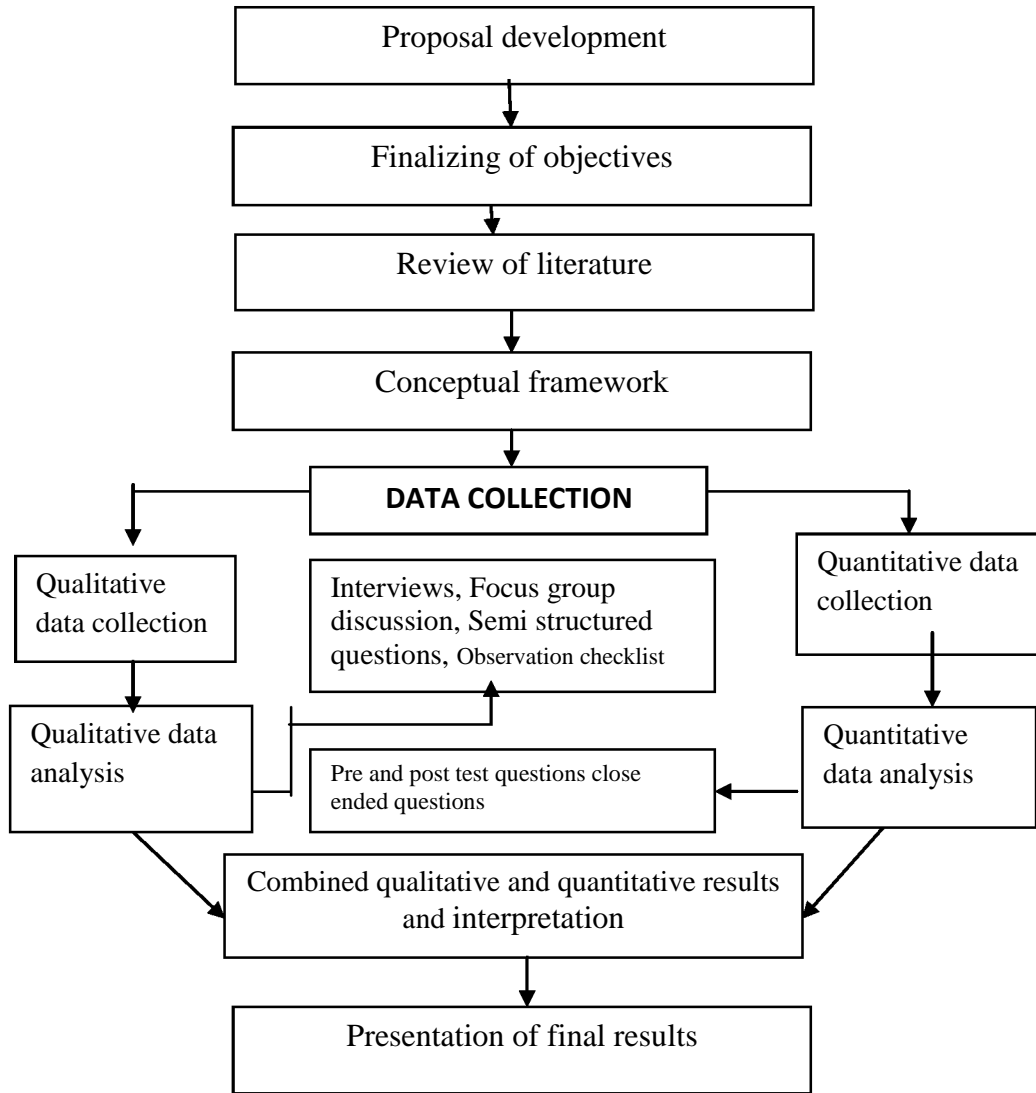 Proposal development
Finalizing of objectives
Review of literature
Conceptual framework
DATA COLLECTION
Qualitative
data collection
Interviews, Focus group
discussion, Semi structured
questions, Observation checklist
Quantitative data
collection
Qualitative data
analysis
Pre and post test questions close
ended questions
Quantitative
data analysis
Combined qualitative and quantitative results
and interpretation
Presentation of final results